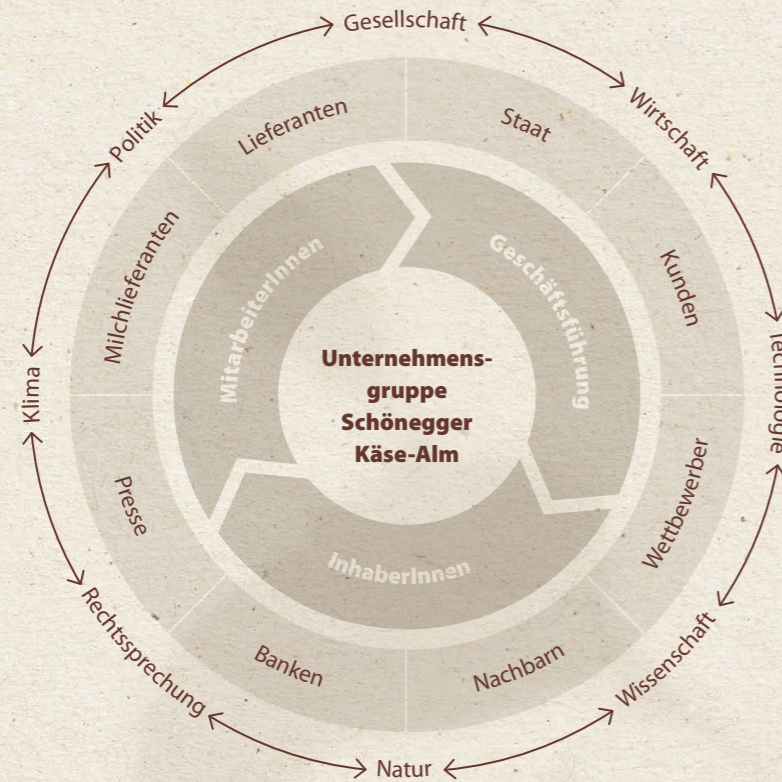 Gesellschaft
Wirtschaft
Technologie
Wissenschaft
Natur
Rechtssprechung
Klima
Politik
Lieferanten
Staat
Kunden
Wettbewerber
Nachbarn
Banken
Presse
Milchlieferanten
MitarbeiterInnen
Geschäftsführung
InhaberInnen
Unternehmens-
gruppe
Schönegger
Käse-Alm